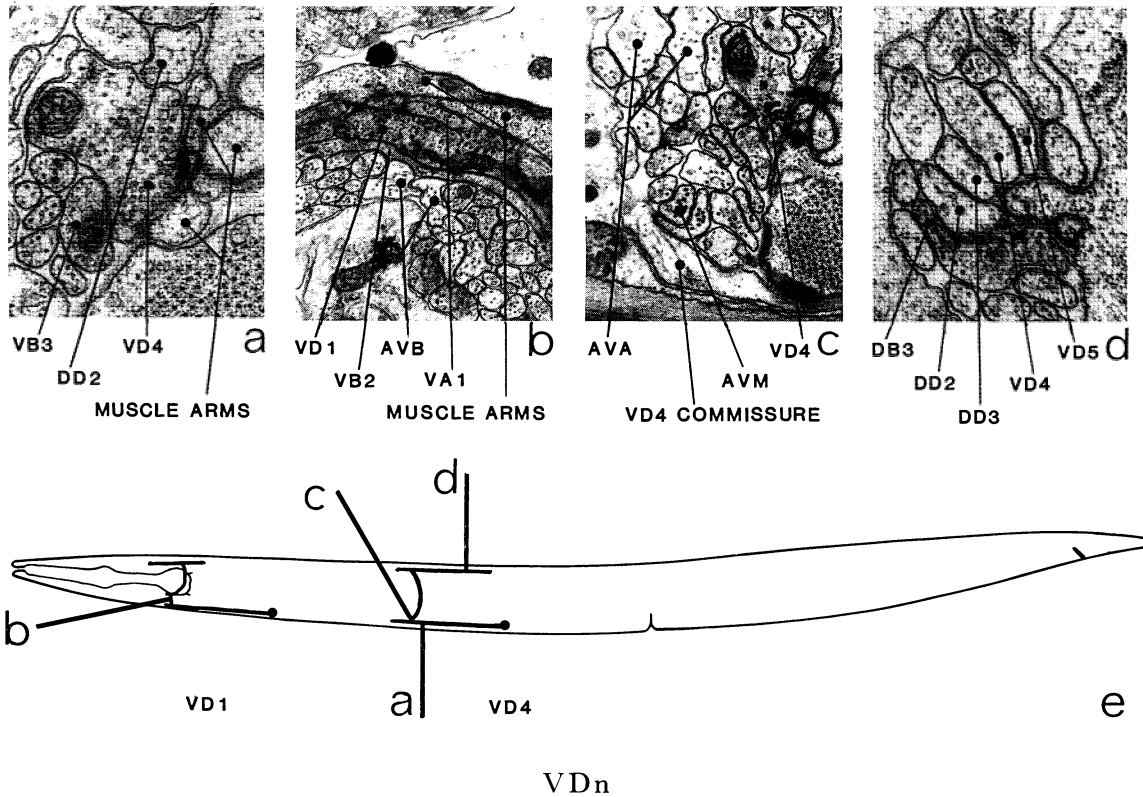 a
VB3 VD4
DD2
MUSCLE ARMS
b
VD1 AVB
VB2 VA1
MUSCLE ARMS
c
AVA VD4
AVM
VD4 COMMISSURE
d
DB3 VD5
DD2 VD4
DD3
d
c
b
a
VD1 VD4
e
VDn